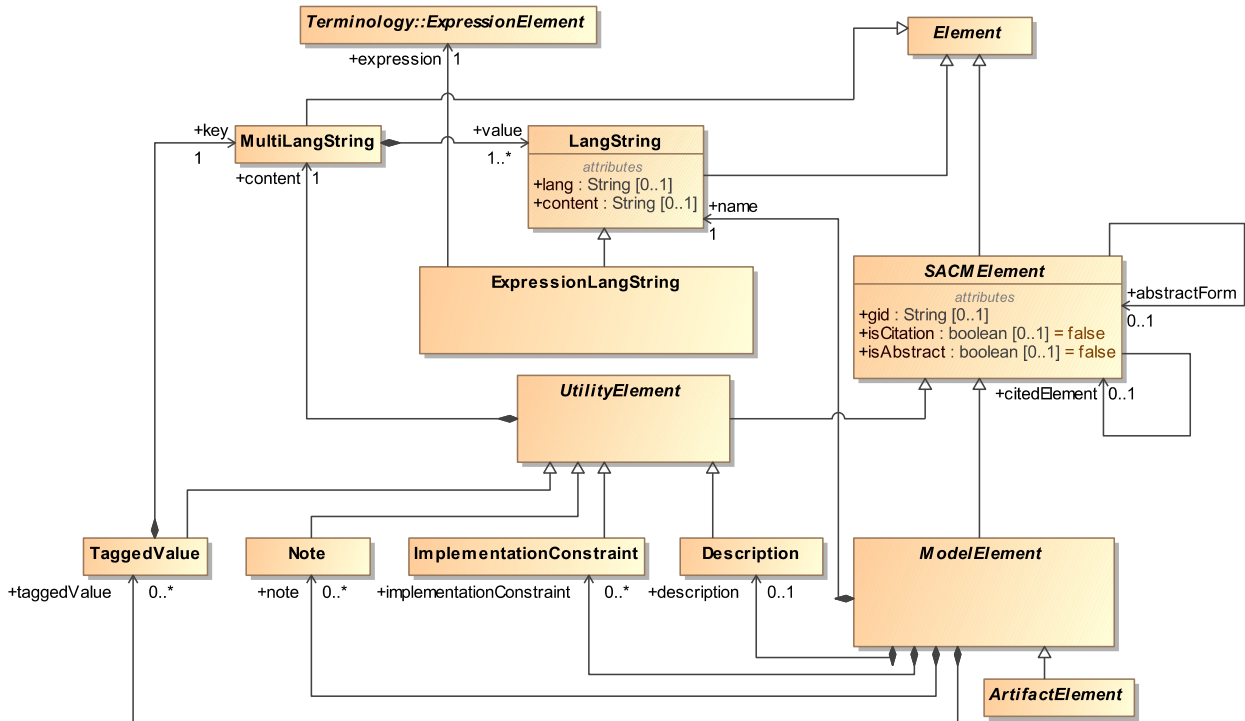 Terminology::ExpressionElement
Element
+expression
1
MultiLangString
+key
1
+content
1
+value
1..*
LangString
attributes
+lang : String [0..1]
+content : String [0..1]
+name
1
ExpressionLangString
SACMElement
attributes
+gid : String [0..1]
+isCitation : boolean [0..1] = false
+isAbstract : boolean [0..1] = false
+abstractForm
0..1
+citedElement
0..1
UtilityElement
TaggedValue
Note
ImplementationConstraint
Description
ModelElement
+taggedValue
0..*
+note
0..*
+implementationConstraint
0..*
+description
0..1
ArtifactElement